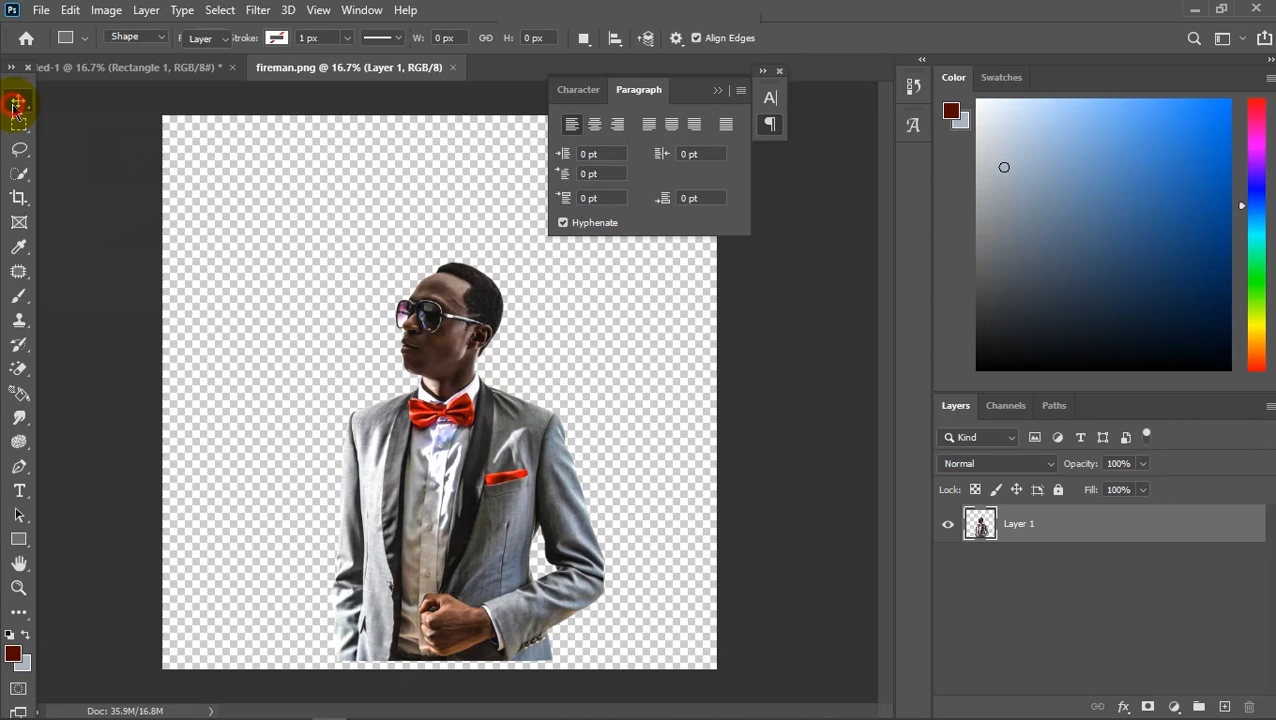 Ps File Edit Image Layer Type Select Filter 3D View Window Help
Shape Layer Stroke: 1 px W: 0 px H: 0 px Align Edges
led-1 @ 16.7% (Rectangle 1, RGB/8#) * × fireman.png @ 16.7% (Layer 1, RGB/8) ×
Character Paragraph
0 pt 0 pt
0 pt
0 pt 0 pt
Hyphenate
Color Swatches
Layers Channels Paths
Kind
Normal Opacity: 100%
Lock: Fill: 100%
Layer 1
Doc: 35.9M/16.8M